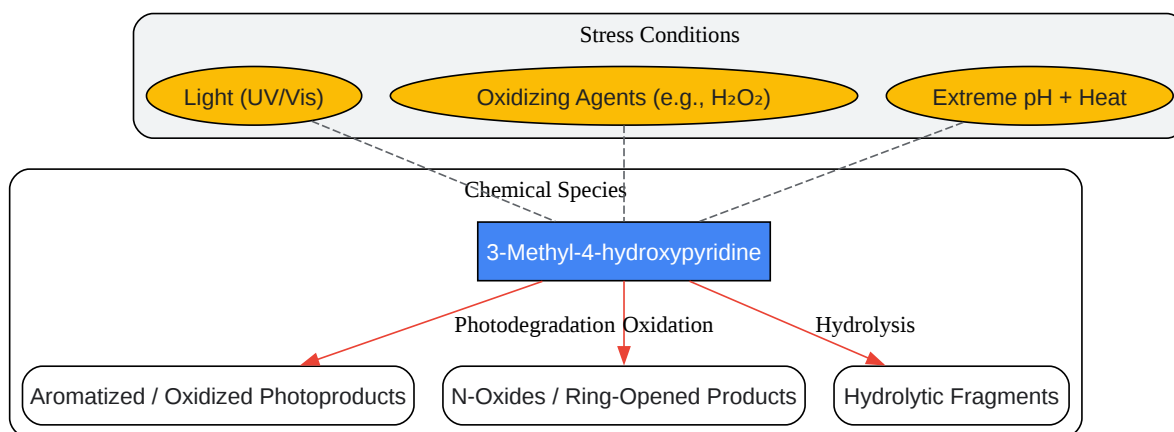 Stress Conditions
Light (UV/Vis)
Oxidizing Agents (e.g., H₂O₂)
Extreme pH + Heat
Chemical Species
3-Methyl-4-hydroxypyridine
Photodegradation
Oxidation
Hydrolysis
Aromatized / Oxidized Photoproducts
N-Oxides / Ring-Opened Products
Hydrolytic Fragments